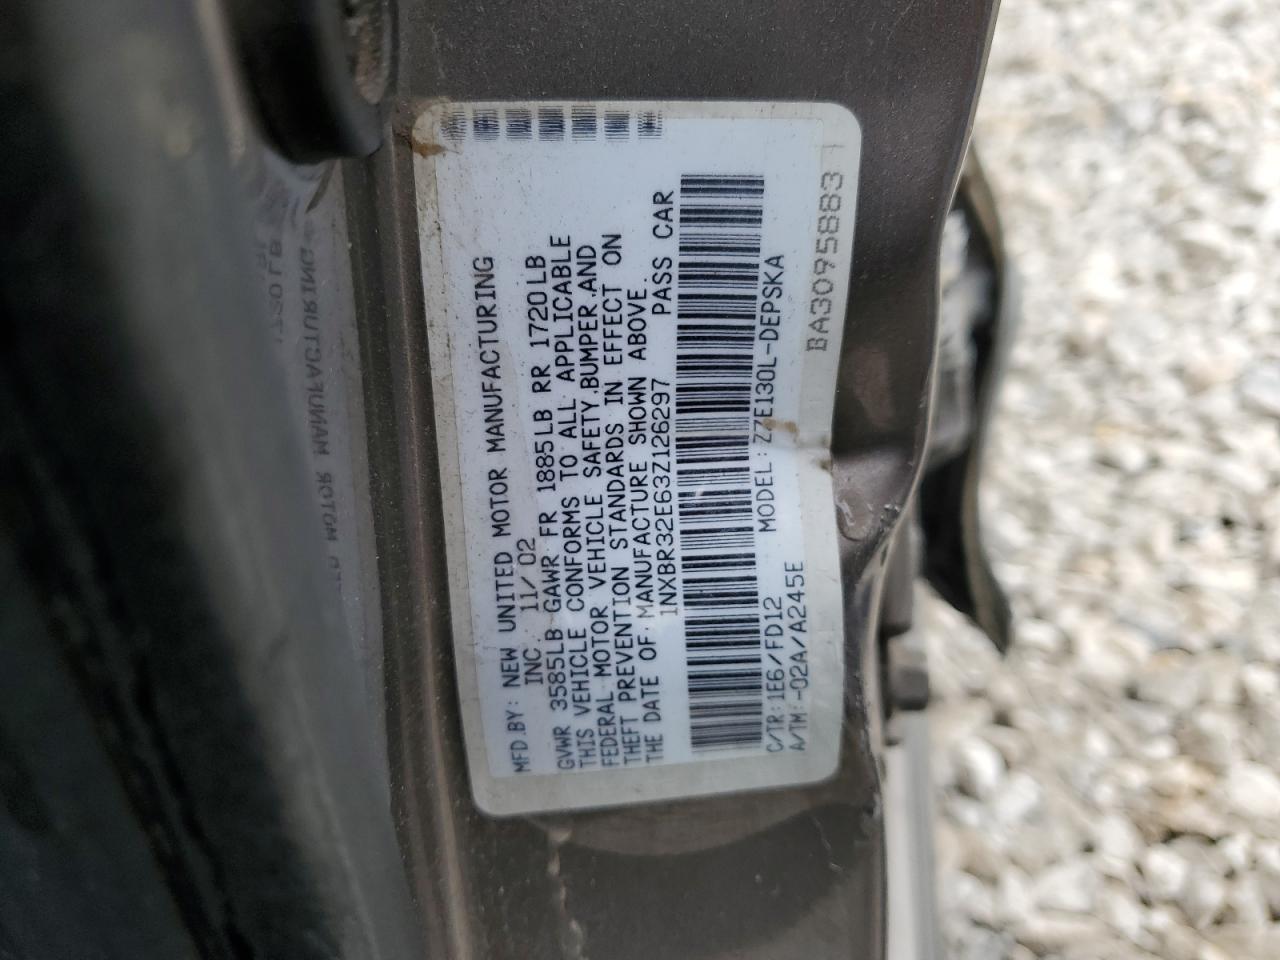 MFD.BY: NEW UNITED MOTOR MANUFACTURING
INC. 11/02
GVWR 3585LB GAWR FR 1885LB RR 1720LB
THIS VEHICLE CONFORMS TO ALL APPLICABLE
FEDERAL MOTOR VEHICLE SAFETY,BUMPER,AND
THEFT PREVENTION STANDARDS IN EFFECT ON
THE DATE OF MANUFACTURE SHOWN ABOVE.
1NXBR32E63Z126297 PASS CAR
C/TR:1E6/FD12 MODEL:ZZE130L-DEPSKA
A/TM:-02A/A245E
BA3095883